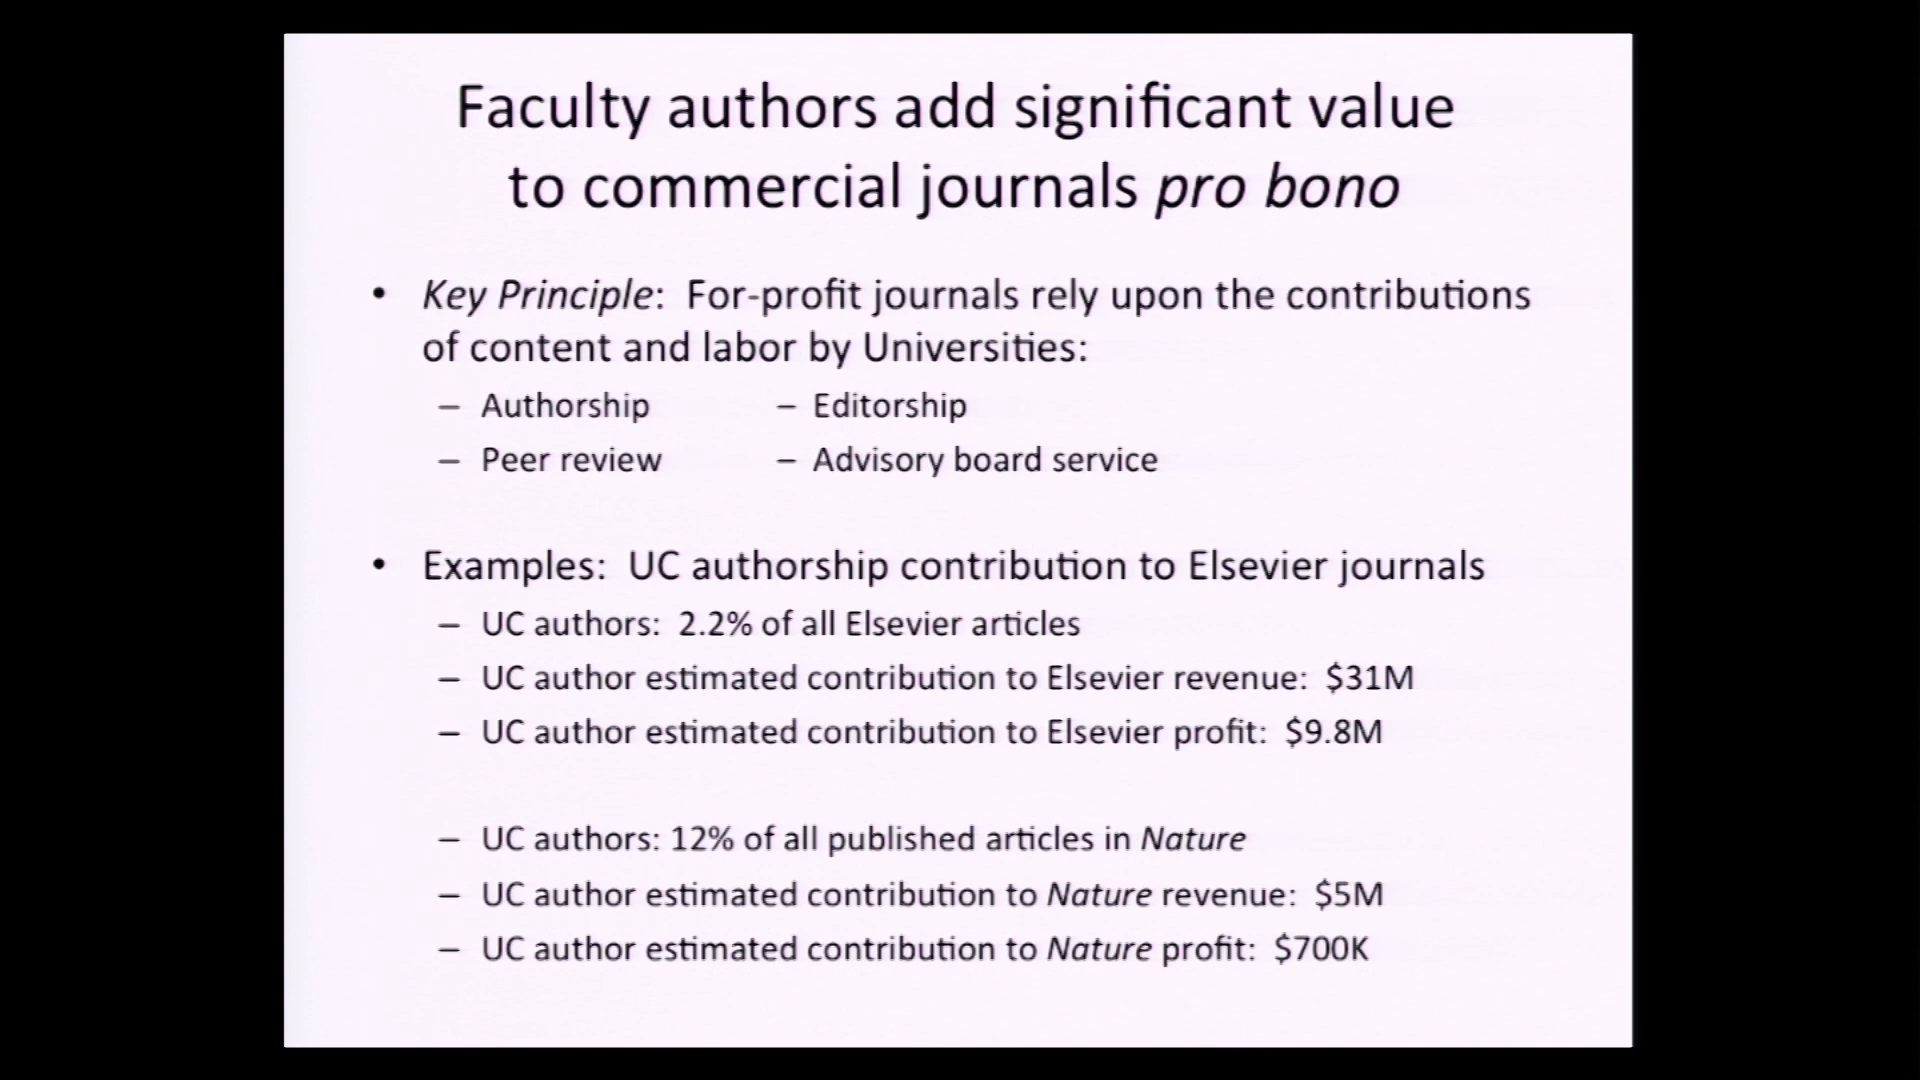 Faculty authors add significant value
to commercial journals pro bono
• Key Principle: For-profit journals rely upon the contributions
of content and labor by Universities:
– Authorship – Editorship
– Peer review – Advisory board service
• Examples: UC authorship contribution to Elsevier journals
– UC authors: 2.2% of all Elsevier articles
– UC author estimated contribution to Elsevier revenue: $31M
– UC author estimated contribution to Elsevier profit: $9.8M
– UC authors: 12% of all published articles in Nature
– UC author estimated contribution to Nature revenue: $5M
– UC author estimated contribution to Nature profit: $700K